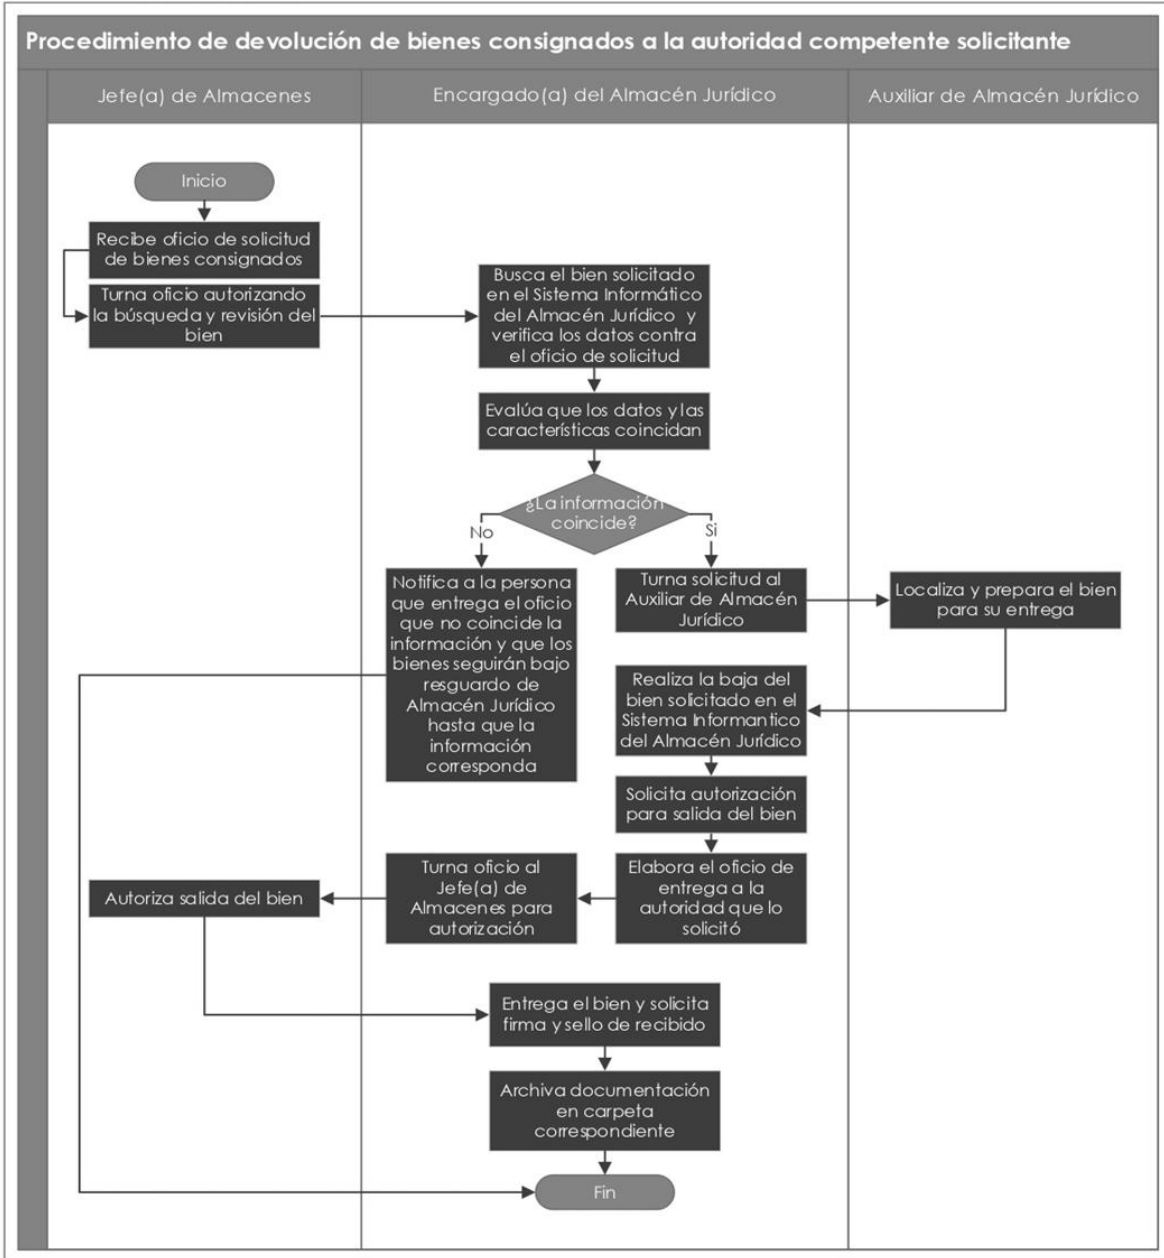 Procedimiento de devolución de bienes consignados a la autoridad competente solicitante
Jefe(a) de Almacenes
Encargado(a) del Almacén Jurídico
Auxiliar de Almacén Jurídico
Inicio
Recibe oficio de solicitud
de bienes consignados
Turna oficio autorizando
la búsqueda y revisión del
bien
Busca el bien solicitado
en el Sistema Informático
del Almacén Jurídico y
verifica los datos contra
el oficio de solicitud
Evalúa que los datos y las
características coincidan
¿La información
coincide?
No
Si
Notifica a la persona
que entrega el oficio
que no coincide la
información y que los
bienes seguirán bajo
resguardo de
Almacén Jurídico
hasta que la
información
corresponda
Turna solicitud al
Auxiliar de Almacén
Jurídico
Localiza y prepara el bien
para su entrega
Realiza la baja del
bien solicitado en el
Sistema Informantico
del Almacén Jurídico
Solicita autorización
para salida del bien
Elabora el oficio de
entrega a la
autoridad que lo
solicitó
Turna oficio al
Jefe(a) de
Almacenes para
autorización
Autoriza salida del bien
Entrega el bien y solicita
firma y sello de recibido
Archiva documentación
en carpeta
correspondiente
Fin